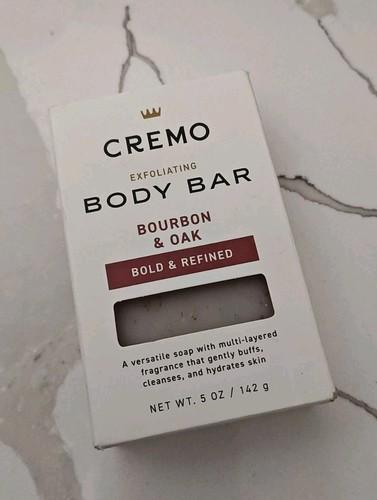 CREMO
EXFOLIATING
BODY BAR
BOURBON
& OAK
BOLD & REFINED
A versatile soap with multi-layered
fragrance that gently buffs,
cleanses, and hydrates skin
NET WT. 5 OZ / 142 g